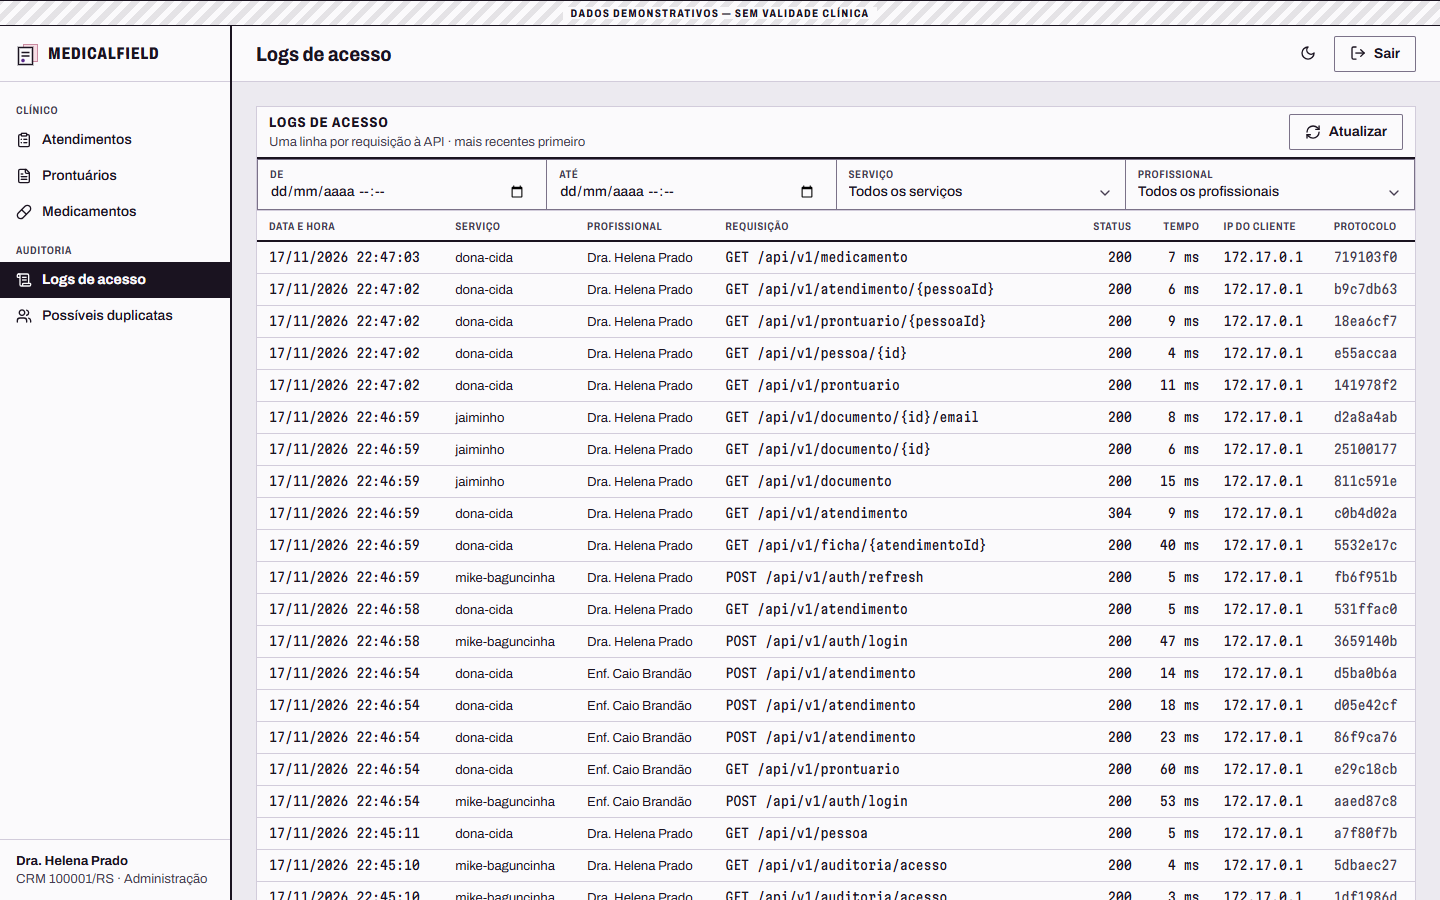 DADOS DEMONSTRATIVOS — SEM VALIDADE CLÍNICA
MEDICALFIELD
Logs de acesso
Sair
CLÍNICO
Atendimentos
Prontuários
Medicamentos
AUDITORIA
Logs de acesso
Possíveis duplicatas
Dra. Helena Prado
CRM 100001/RS · Administração
LOGS DE ACESSO
Uma linha por requisição à API · mais recentes primeiro
Atualizar
DE
dd/mm/aaaa --:--
ATÉ
dd/mm/aaaa --:--
SERVIÇO
Todos os serviços
PROFISSIONAL
Todos os profissionais
DATA E HORA SERVIÇO PROFISSIONAL REQUISIÇÃO STATUS TEMPO IP DO CLIENTE PROTOCOLO
17/11/2026 22:47:03 dona-cida Dra. Helena Prado GET /api/v1/medicamento 200 7 ms 172.17.0.1 719103f0
17/11/2026 22:47:02 dona-cida Dra. Helena Prado GET /api/v1/atendimento/{pessoaId} 200 6 ms 172.17.0.1 b9c7db63
17/11/2026 22:47:02 dona-cida Dra. Helena Prado GET /api/v1/prontuario/{pessoaId} 200 9 ms 172.17.0.1 18ea6cf7
17/11/2026 22:47:02 dona-cida Dra. Helena Prado GET /api/v1/pessoa/{id} 200 4 ms 172.17.0.1 e55accaa
17/11/2026 22:47:02 dona-cida Dra. Helena Prado GET /api/v1/prontuario 200 11 ms 172.17.0.1 141978f2
17/11/2026 22:46:59 jaiminho Dra. Helena Prado GET /api/v1/documento/{id}/email 200 8 ms 172.17.0.1 d2a8a4ab
17/11/2026 22:46:59 jaiminho Dra. Helena Prado GET /api/v1/documento/{id} 200 6 ms 172.17.0.1 25100177
17/11/2026 22:46:59 jaiminho Dra. Helena Prado GET /api/v1/documento 200 15 ms 172.17.0.1 811c591e
17/11/2026 22:46:59 dona-cida Dra. Helena Prado GET /api/v1/atendimento 304 9 ms 172.17.0.1 c0b4d02a
17/11/2026 22:46:59 dona-cida Dra. Helena Prado GET /api/v1/ficha/{atendimentoId} 200 40 ms 172.17.0.1 5532e17c
17/11/2026 22:46:59 mike-baguncinha Dra. Helena Prado POST /api/v1/auth/refresh 200 5 ms 172.17.0.1 fb6f951b
17/11/2026 22:46:58 dona-cida Dra. Helena Prado GET /api/v1/atendimento 200 5 ms 172.17.0.1 531ffac0
17/11/2026 22:46:58 mike-baguncinha Dra. Helena Prado POST /api/v1/auth/login 200 47 ms 172.17.0.1 3659140b
17/11/2026 22:46:54 dona-cida Enf. Caio Brandão POST /api/v1/atendimento 200 14 ms 172.17.0.1 d5ba0b6a
17/11/2026 22:46:54 dona-cida Enf. Caio Brandão POST /api/v1/atendimento 200 18 ms 172.17.0.1 d05e42cf
17/11/2026 22:46:54 dona-cida Enf. Caio Brandão POST /api/v1/atendimento 200 23 ms 172.17.0.1 86f9ca76
17/11/2026 22:46:54 dona-cida Enf. Caio Brandão GET /api/v1/prontuario 200 60 ms 172.17.0.1 e29c18cb
17/11/2026 22:46:54 mike-baguncinha Enf. Caio Brandão POST /api/v1/auth/login 200 53 ms 172.17.0.1 aaed87c8
17/11/2026 22:45:11 dona-cida Dra. Helena Prado GET /api/v1/pessoa 200 5 ms 172.17.0.1 a7f80f7b
17/11/2026 22:45:10 mike-baguncinha Dra. Helena Prado GET /api/v1/auditoria/acesso 200 4 ms 172.17.0.1 5dbaec27
17/11/2026 22:45:10 mike-baguncinha Dra. Helena Prado GET /api/v1/auditoria/acesso 200 3 ms 172.17.0.1 1df1986d